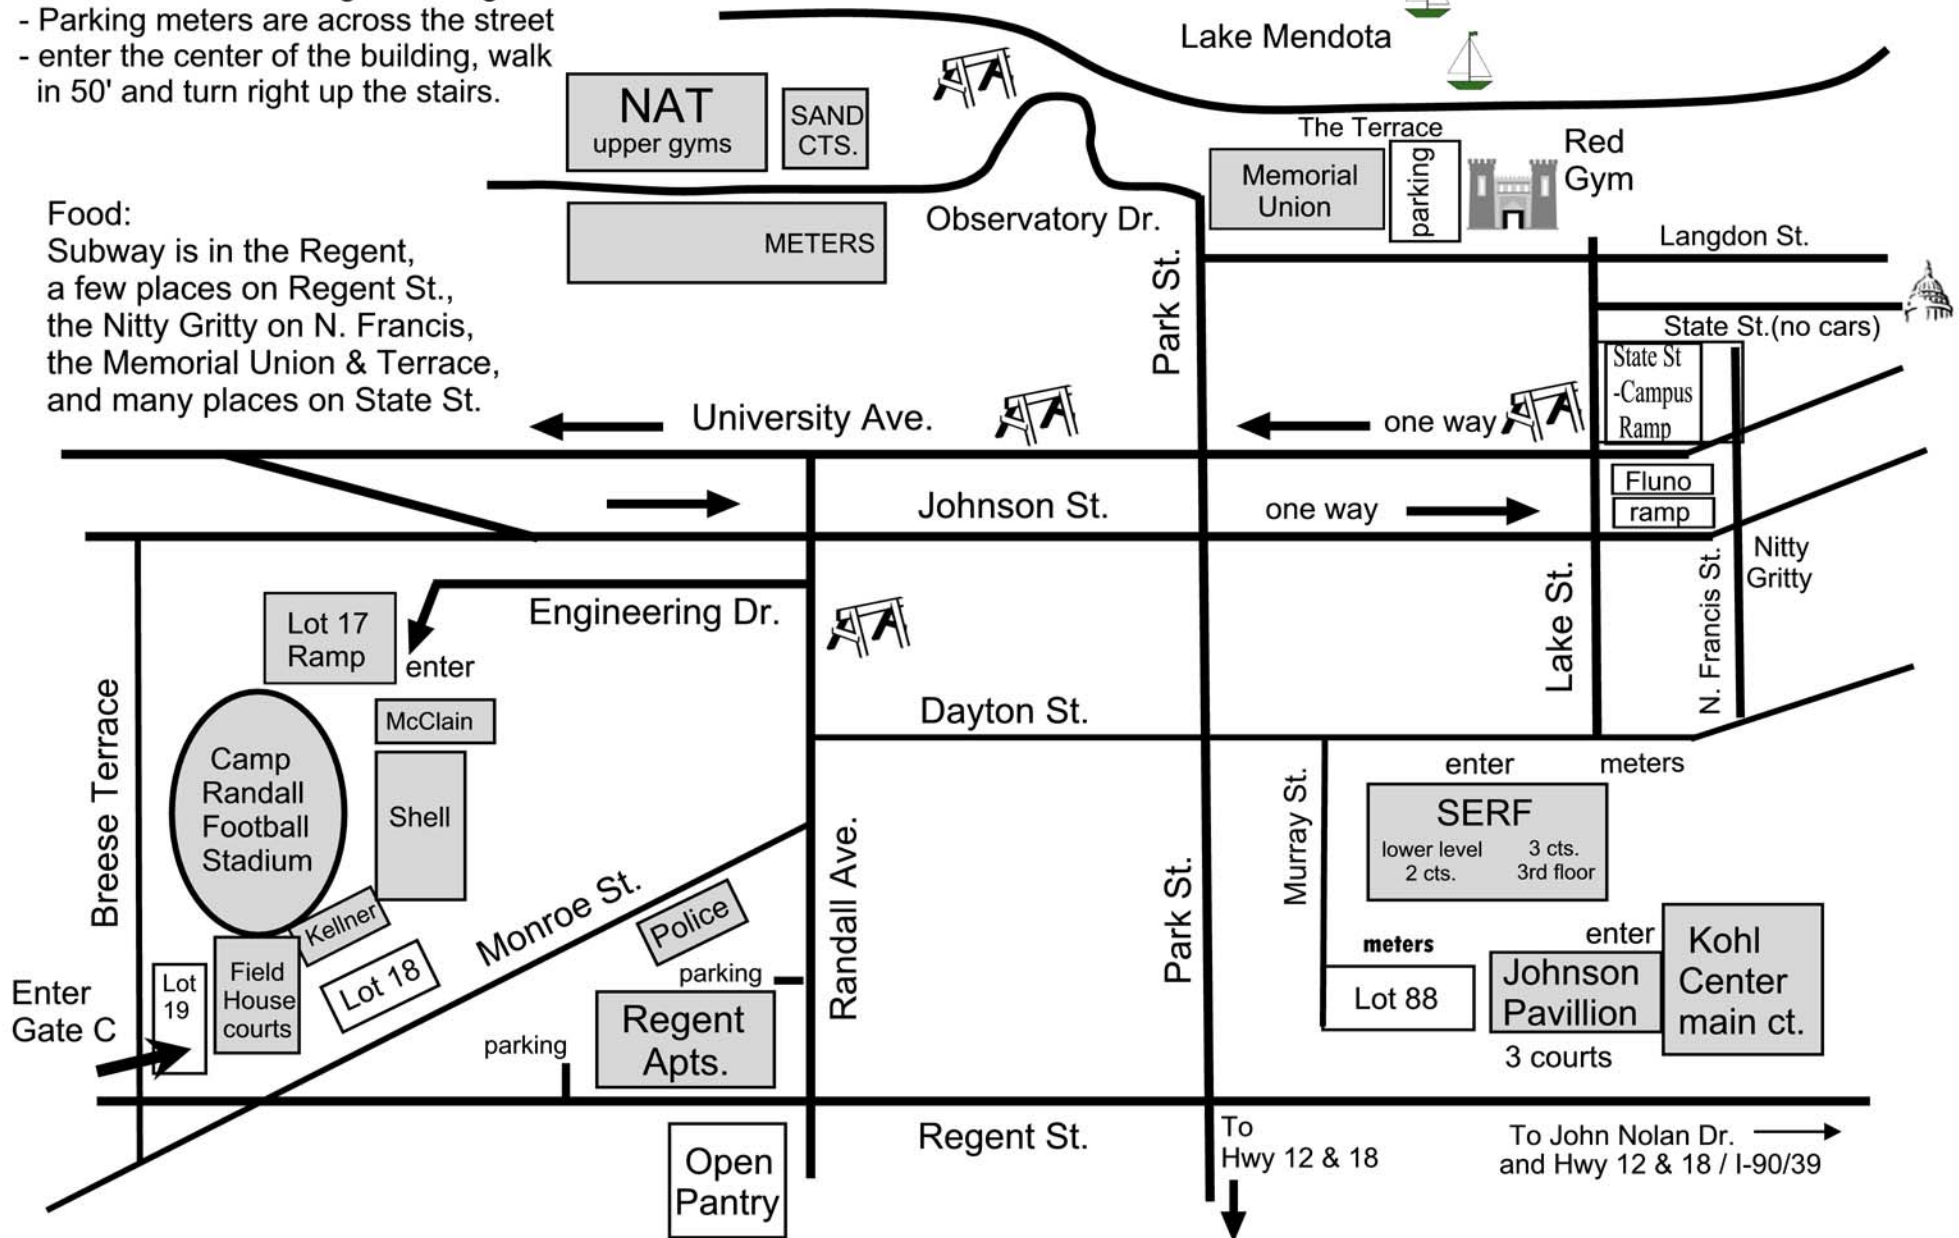 - Parking meters are across the street
- enter the center of the building, walk
in 50' and turn right up the stairs.
Lake Mendota
NAT
upper gyms
SAND
CTS.
The Terrace
Memorial
Union
parking
Red
Gym
METERS
Observatory Dr.
Langdon St.
Food:
Subway is in the Regent,
a few places on Regent St.,
the Nitty Gritty on N. Francis,
the Memorial Union & Terrace,
and many places on State St.
Park St.
State St.(no cars)
State St
-Campus
Ramp
University Ave.
one way
Johnson St.
one way
Fluno
ramp
Nitty
Gritty
N. Francis St.
Lake St.
Engineering Dr.
Lot 17
Ramp
enter
McClain
Breese Terrace
Camp
Randall
Football
Stadium
Shell
Dayton St.
enter
meters
SERF
lower level
2 cts.
3 cts.
3rd floor
Murray St.
Randall Ave.
Park St.
Monroe St.
Kellner
Police
Lot 18
Lot
19
Field
House
courts
Enter
Gate C
parking
Regent
Apts.
parking
meters
Lot 88
enter
Johnson
Pavillion
3 courts
Kohl
Center
main ct.
Regent St.
Open
Pantry
To
Hwy 12 & 18
To John Nolan Dr.
and Hwy 12 & 18 / I-90/39